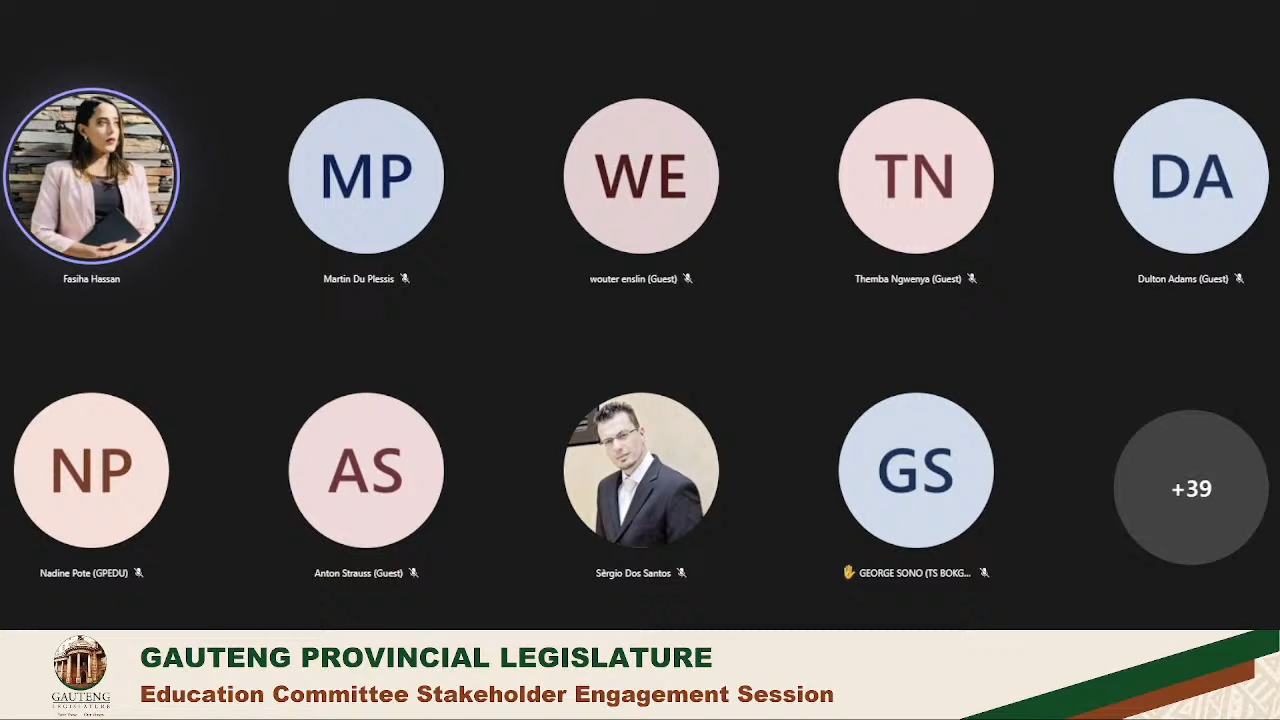 MP
WE
TN
DA
Fasiha Hassan
Martin Du Plessis
wouter enslin (Guest)
Themba Ngwenya (Guest)
Dulton Adams (Guest)
NP
AS
GS
+39
Nadine Pote (GPEDU)
Anton Strauss (Guest)
Sèrgio Dos Santos
GEORGE SONO (TS BOKG...
GAUTENG PROVINCIAL LEGISLATURE
Education Committee Stakeholder Engagement Session
GAUTENG
LEGISLATURE